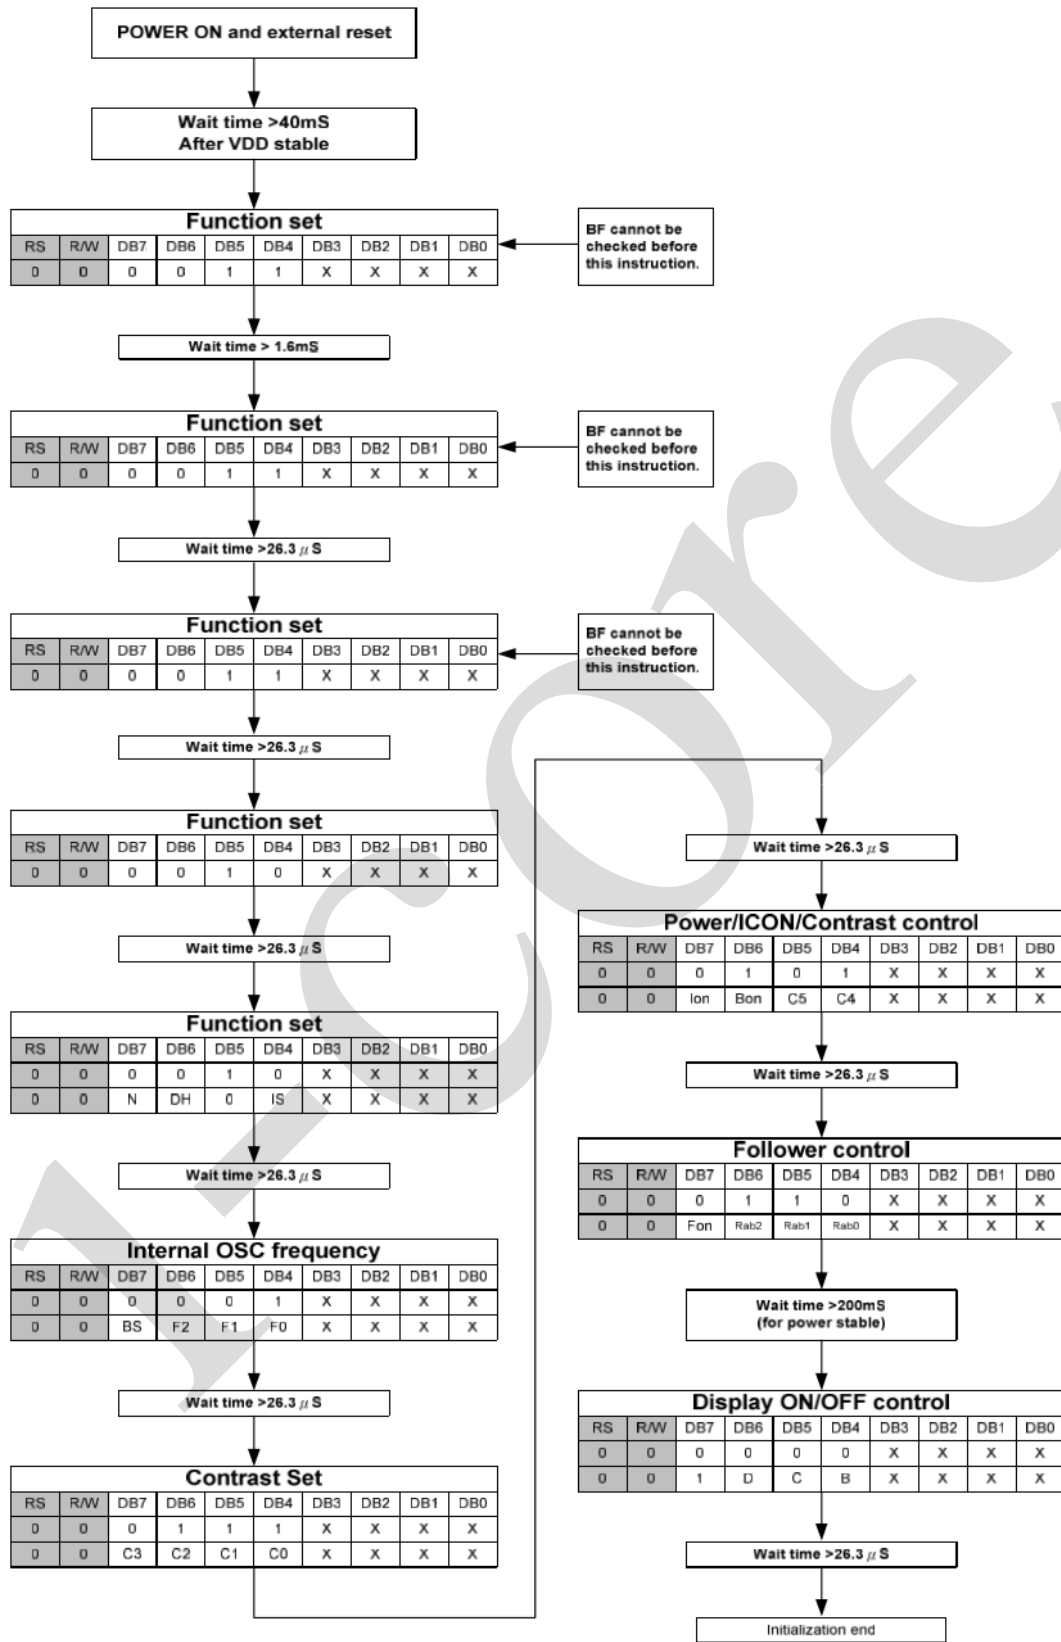 POWER ON and external reset
Wait time >40mS
After VDD stable
Function set
RS R/W DB7 DB6 DB5 DB4 DB3 DB2 DB1 DB0
0 0 0 0 1 1 X X X X
BF cannot be
checked before
this instruction.
Wait time > 1.6mS
Function set
RS R/W DB7 DB6 DB5 DB4 DB3 DB2 DB1 DB0
0 0 0 0 1 1 X X X X
BF cannot be
checked before
this instruction.
Wait time >26.3 μ S
Function set
RS R/W DB7 DB6 DB5 DB4 DB3 DB2 DB1 DB0
0 0 0 0 1 1 X X X X
BF cannot be
checked before
this instruction.
Wait time >26.3 μ S
Function set
RS R/W DB7 DB6 DB5 DB4 DB3 DB2 DB1 DB0
0 0 0 0 1 0 X X X X
Wait time >26.3 μ S
Function set
RS R/W DB7 DB6 DB5 DB4 DB3 DB2 DB1 DB0
0 0 0 0 1 0 X X X X
0 0 N DH 0 IS X X X X
Wait time >26.3 μ S
Internal OSC frequency
RS R/W DB7 DB6 DB5 DB4 DB3 DB2 DB1 DB0
0 0 0 0 0 1 X X X X
0 0 BS F2 F1 F0 X X X X
Wait time >26.3 μ S
Contrast Set
RS R/W DB7 DB6 DB5 DB4 DB3 DB2 DB1 DB0
0 0 0 1 1 1 X X X X
0 0 C3 C2 C1 C0 X X X X
Wait time >26.3 μ S
Power/ICON/Contrast control
RS R/W DB7 DB6 DB5 DB4 DB3 DB2 DB1 DB0
0 0 0 1 0 1 X X X X
0 0 Ion Bon C5 C4 X X X X
Wait time >26.3 μ S
Follower control
RS R/W DB7 DB6 DB5 DB4 DB3 DB2 DB1 DB0
0 0 0 1 1 0 X X X X
0 0 Fon Rab2 Rab1 Rab0 X X X X
Wait time >200mS
(for power stable)
Display ON/OFF control
RS R/W DB7 DB6 DB5 DB4 DB3 DB2 DB1 DB0
0 0 0 0 0 0 X X X X
0 0 1 D C B X X X X
Wait time >26.3 μ S
Initialization end